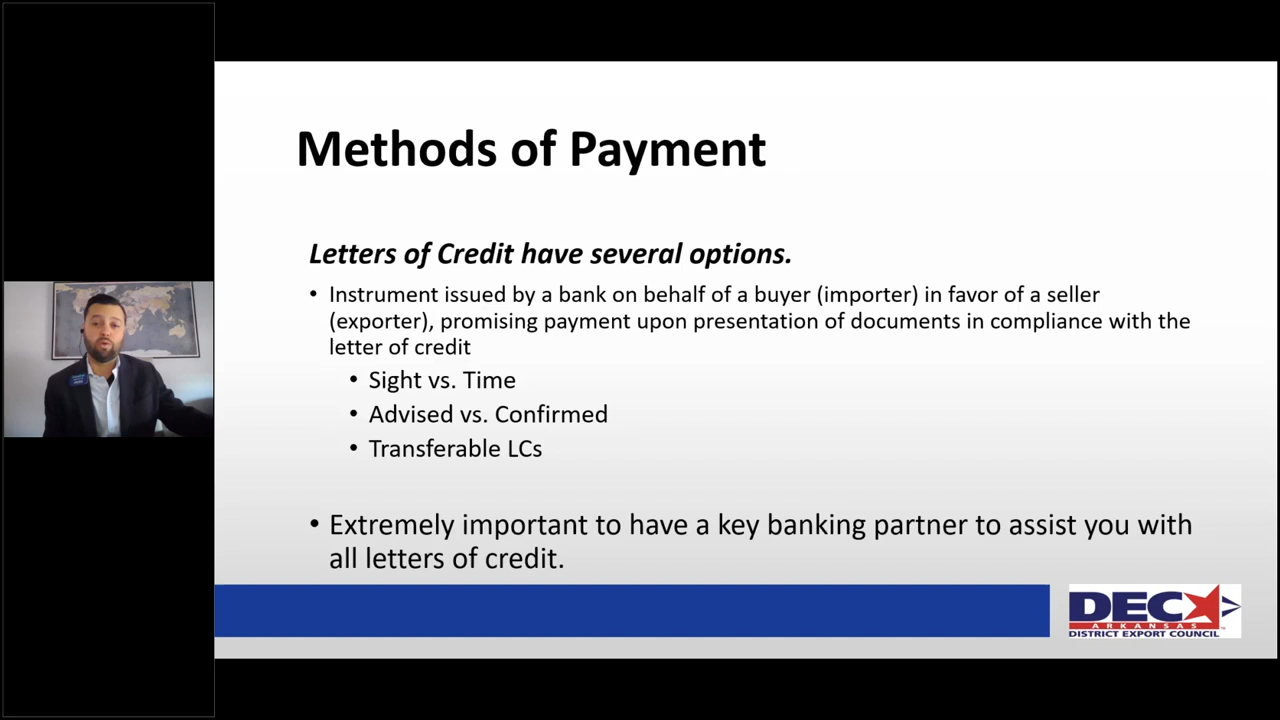 Methods of Payment
Letters of Credit have several options.
• Instrument issued by a bank on behalf of a buyer (importer) in favor of a seller
(exporter), promising payment upon presentation of documents in compliance with the
letter of credit
• Sight vs. Time
• Advised vs. Confirmed
• Transferable LCs
• Extremely important to have a key banking partner to assist you with
all letters of credit.
DEC
ARKANSAS
DISTRICT EXPORT COUNCIL